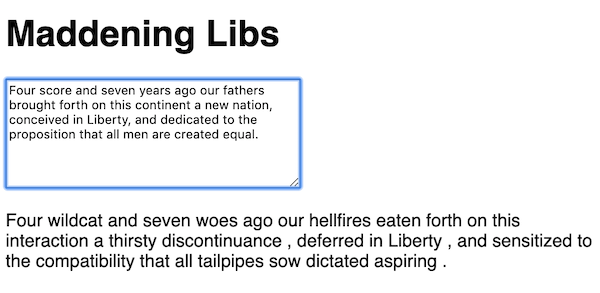 Maddening Libs
Four score and seven years ago our fathers
brought forth on this continent a new nation,
conceived in Liberty, and dedicated to the
proposition that all men are created equal.
Four wildcat and seven woes ago our hellfires eaten forth on this
interaction a thirsty discontinuance , deferred in Liberty , and sensitized to
the compatibility that all tailpipes sow dictated aspiring .